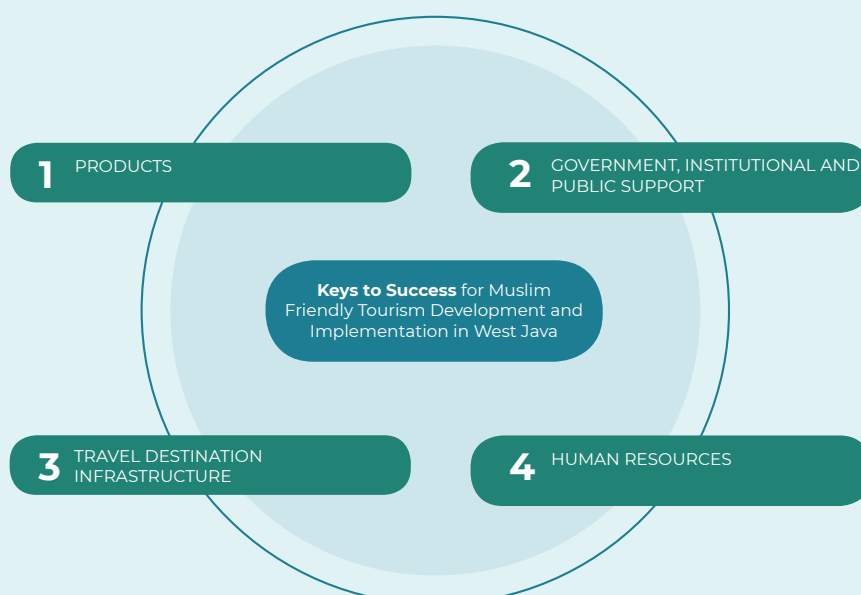 1 PRODUCTS
2 GOVERNMENT, INSTITUTIONAL AND
PUBLIC SUPPORT
Keys to Success for Muslim
Friendly Tourism Development and
Implementation in West Java
3 TRAVEL DESTINATION
INFRASTRUCTURE
4 HUMAN RESOURCES